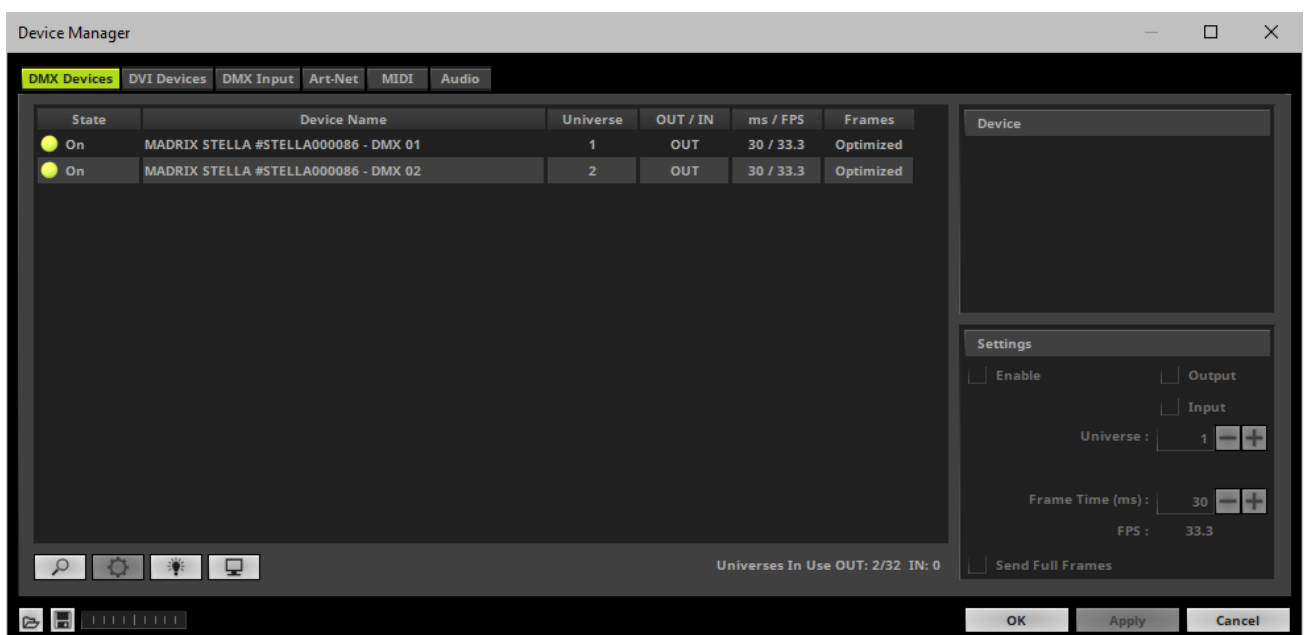 Device Manager
DMX Devices DVI Devices DMX Input Art-Net MIDI Audio
State Device Name Universe OUT / IN ms / FPS Frames
On MADRIX STELLA #STELLA000086 - DMX 01 1 OUT 30 / 33.3 Optimized
On MADRIX STELLA #STELLA000086 - DMX 02 2 OUT 30 / 33.3 Optimized
Universes In Use OUT: 2/32 IN: 0
Device
Settings
Enable Output
Input
Universe : 1
Frame Time (ms) : 30
FPS : 33.3
Send Full Frames
OK Apply Cancel